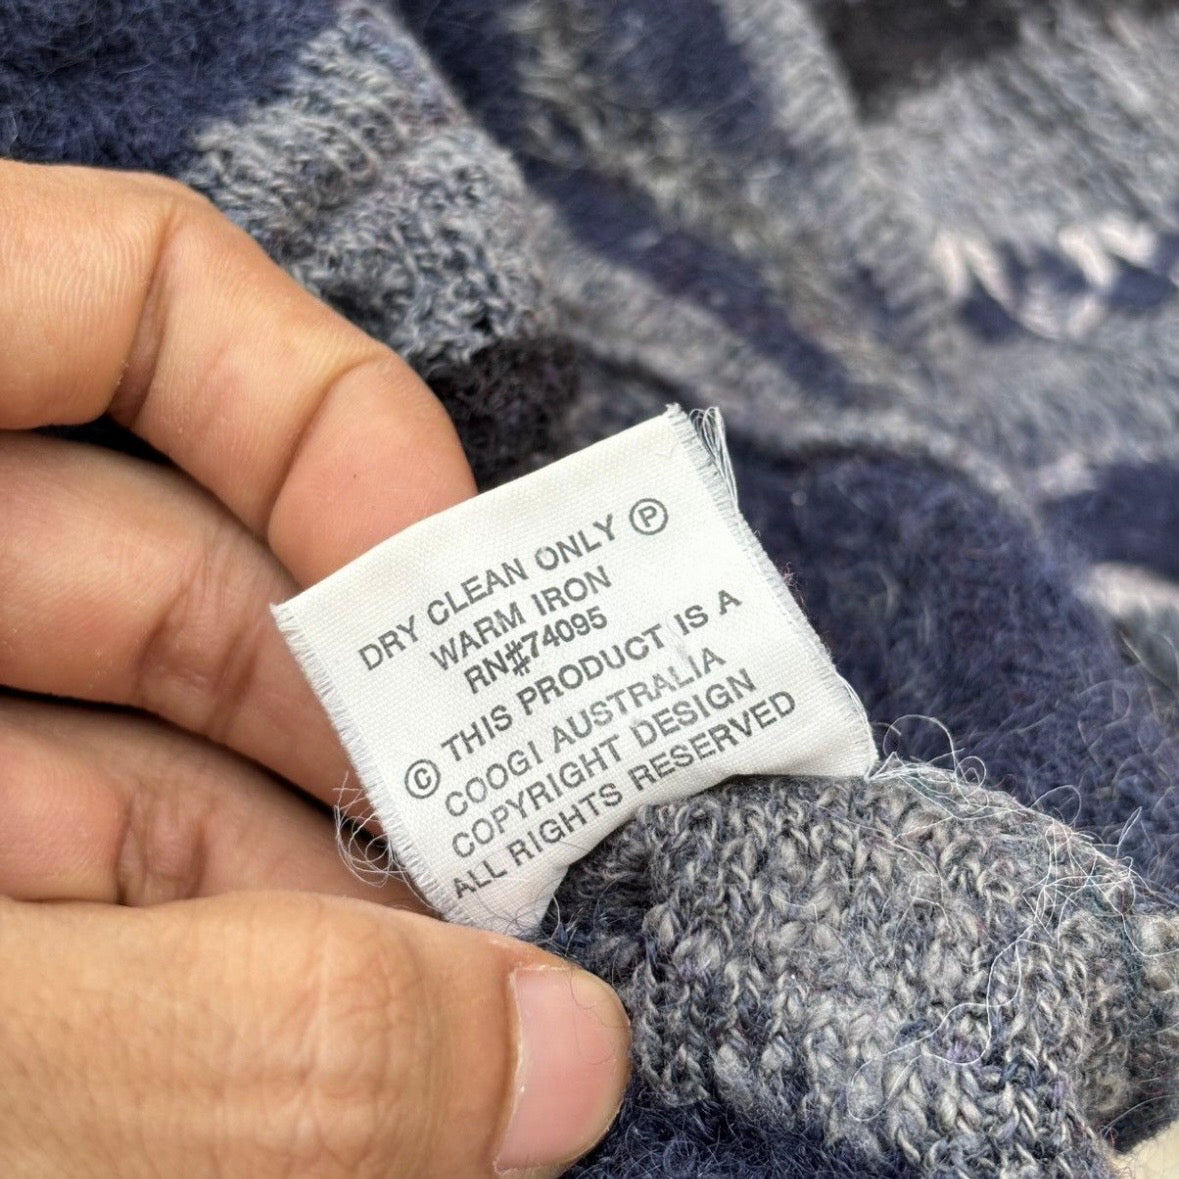 DRY CLEAN ONLY Ⓟ
WARM IRON
RN#74095
© THIS PRODUCT IS A
COOGI AUSTRALIA
COPYRIGHT DESIGN
ALL RIGHTS RESERVED